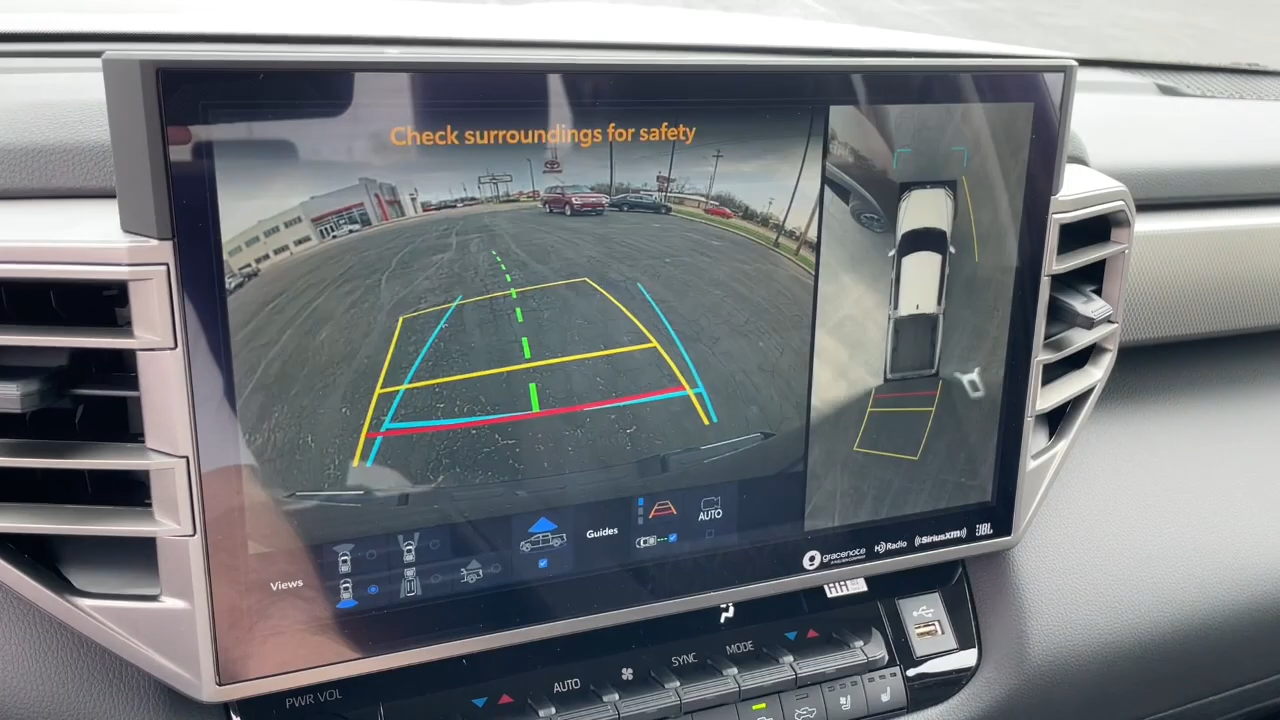 Check surroundings for safety
Views
Guides
AUTO
gracenote
HD Radio
((SiriusXM))
JBL
PWR VOL
AUTO
SYNC
MODE